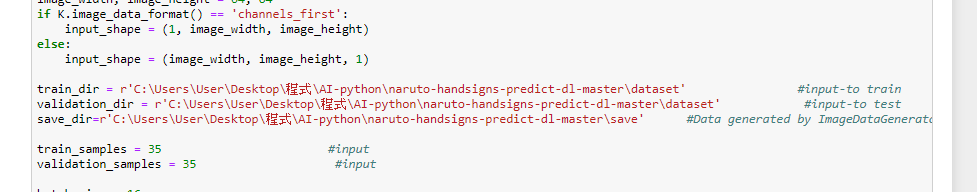 image_width, image_height = 64, 64
if K.image_data_format() == 'channels_first':
    input_shape = (1, image_width, image_height)
else:
    input_shape = (image_width, image_height, 1)
train_dir = r'C:\Users\User\Desktop\程式\AI-python\naruto-handsigns-predict-dl-master\dataset' #input-to train
validation_dir = r'C:\Users\User\Desktop\程式\AI-python\naruto-handsigns-predict-dl-master\dataset' #input-to test
save_dir=r'C:\Users\User\Desktop\程式\AI-python\naruto-handsigns-predict-dl-master\save' #Data generated by ImageDataGenerato
train_samples = 35 #input
validation_samples = 35 #input